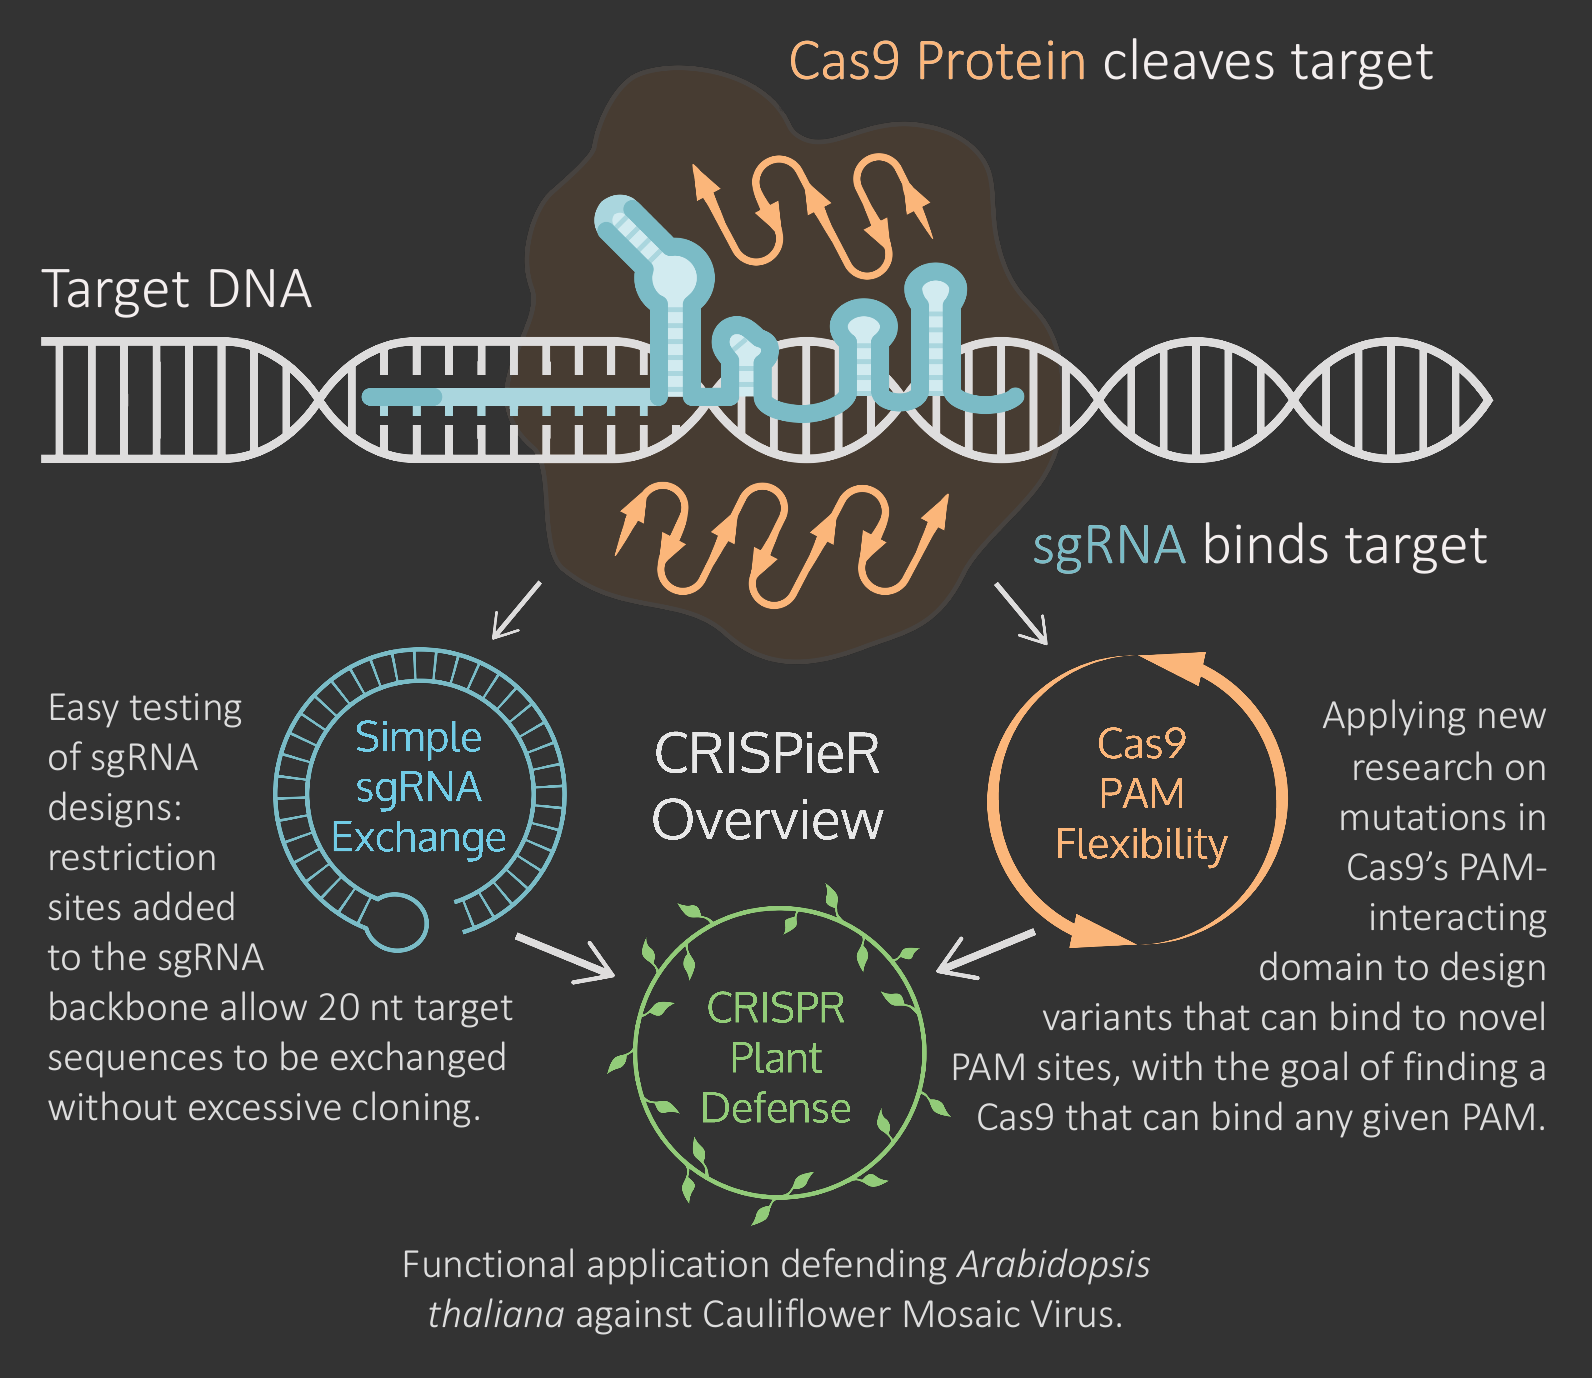 Cas9 Protein cleaves target
Target DNA
sgRNA binds target
Easy testing
of sgRNA
designs:
restriction
sites added
to the sgRNA
backbone allow 20 nt target
sequences to be exchanged
without excessive cloning.
Simple
sgRNA
Exchange
CRISPieR
Overview
Cas9
PAM
Flexibility
Applying new
research on
mutations in
Cas9’s PAM-
interacting
domain to design
variants that can bind to novel
PAM sites, with the goal of finding a
Cas9 that can bind any given PAM.
CRISPR
Plant
Defense
Functional application defending Arabidopsis
thaliana against Cauliflower Mosaic Virus.